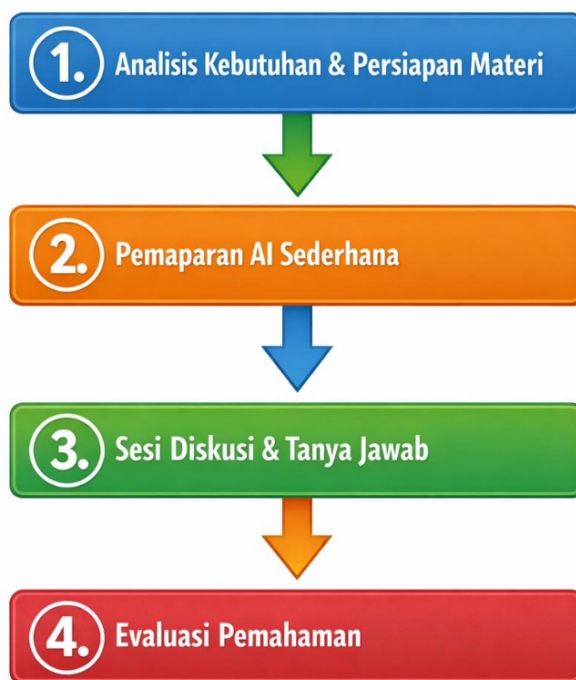 1. Analisis Kebutuhan & Persiapan Materi
2. Pemaparan AI Sederhana
3. Sesi Diskusi & Tanya Jawab
4. Evaluasi Pemahaman